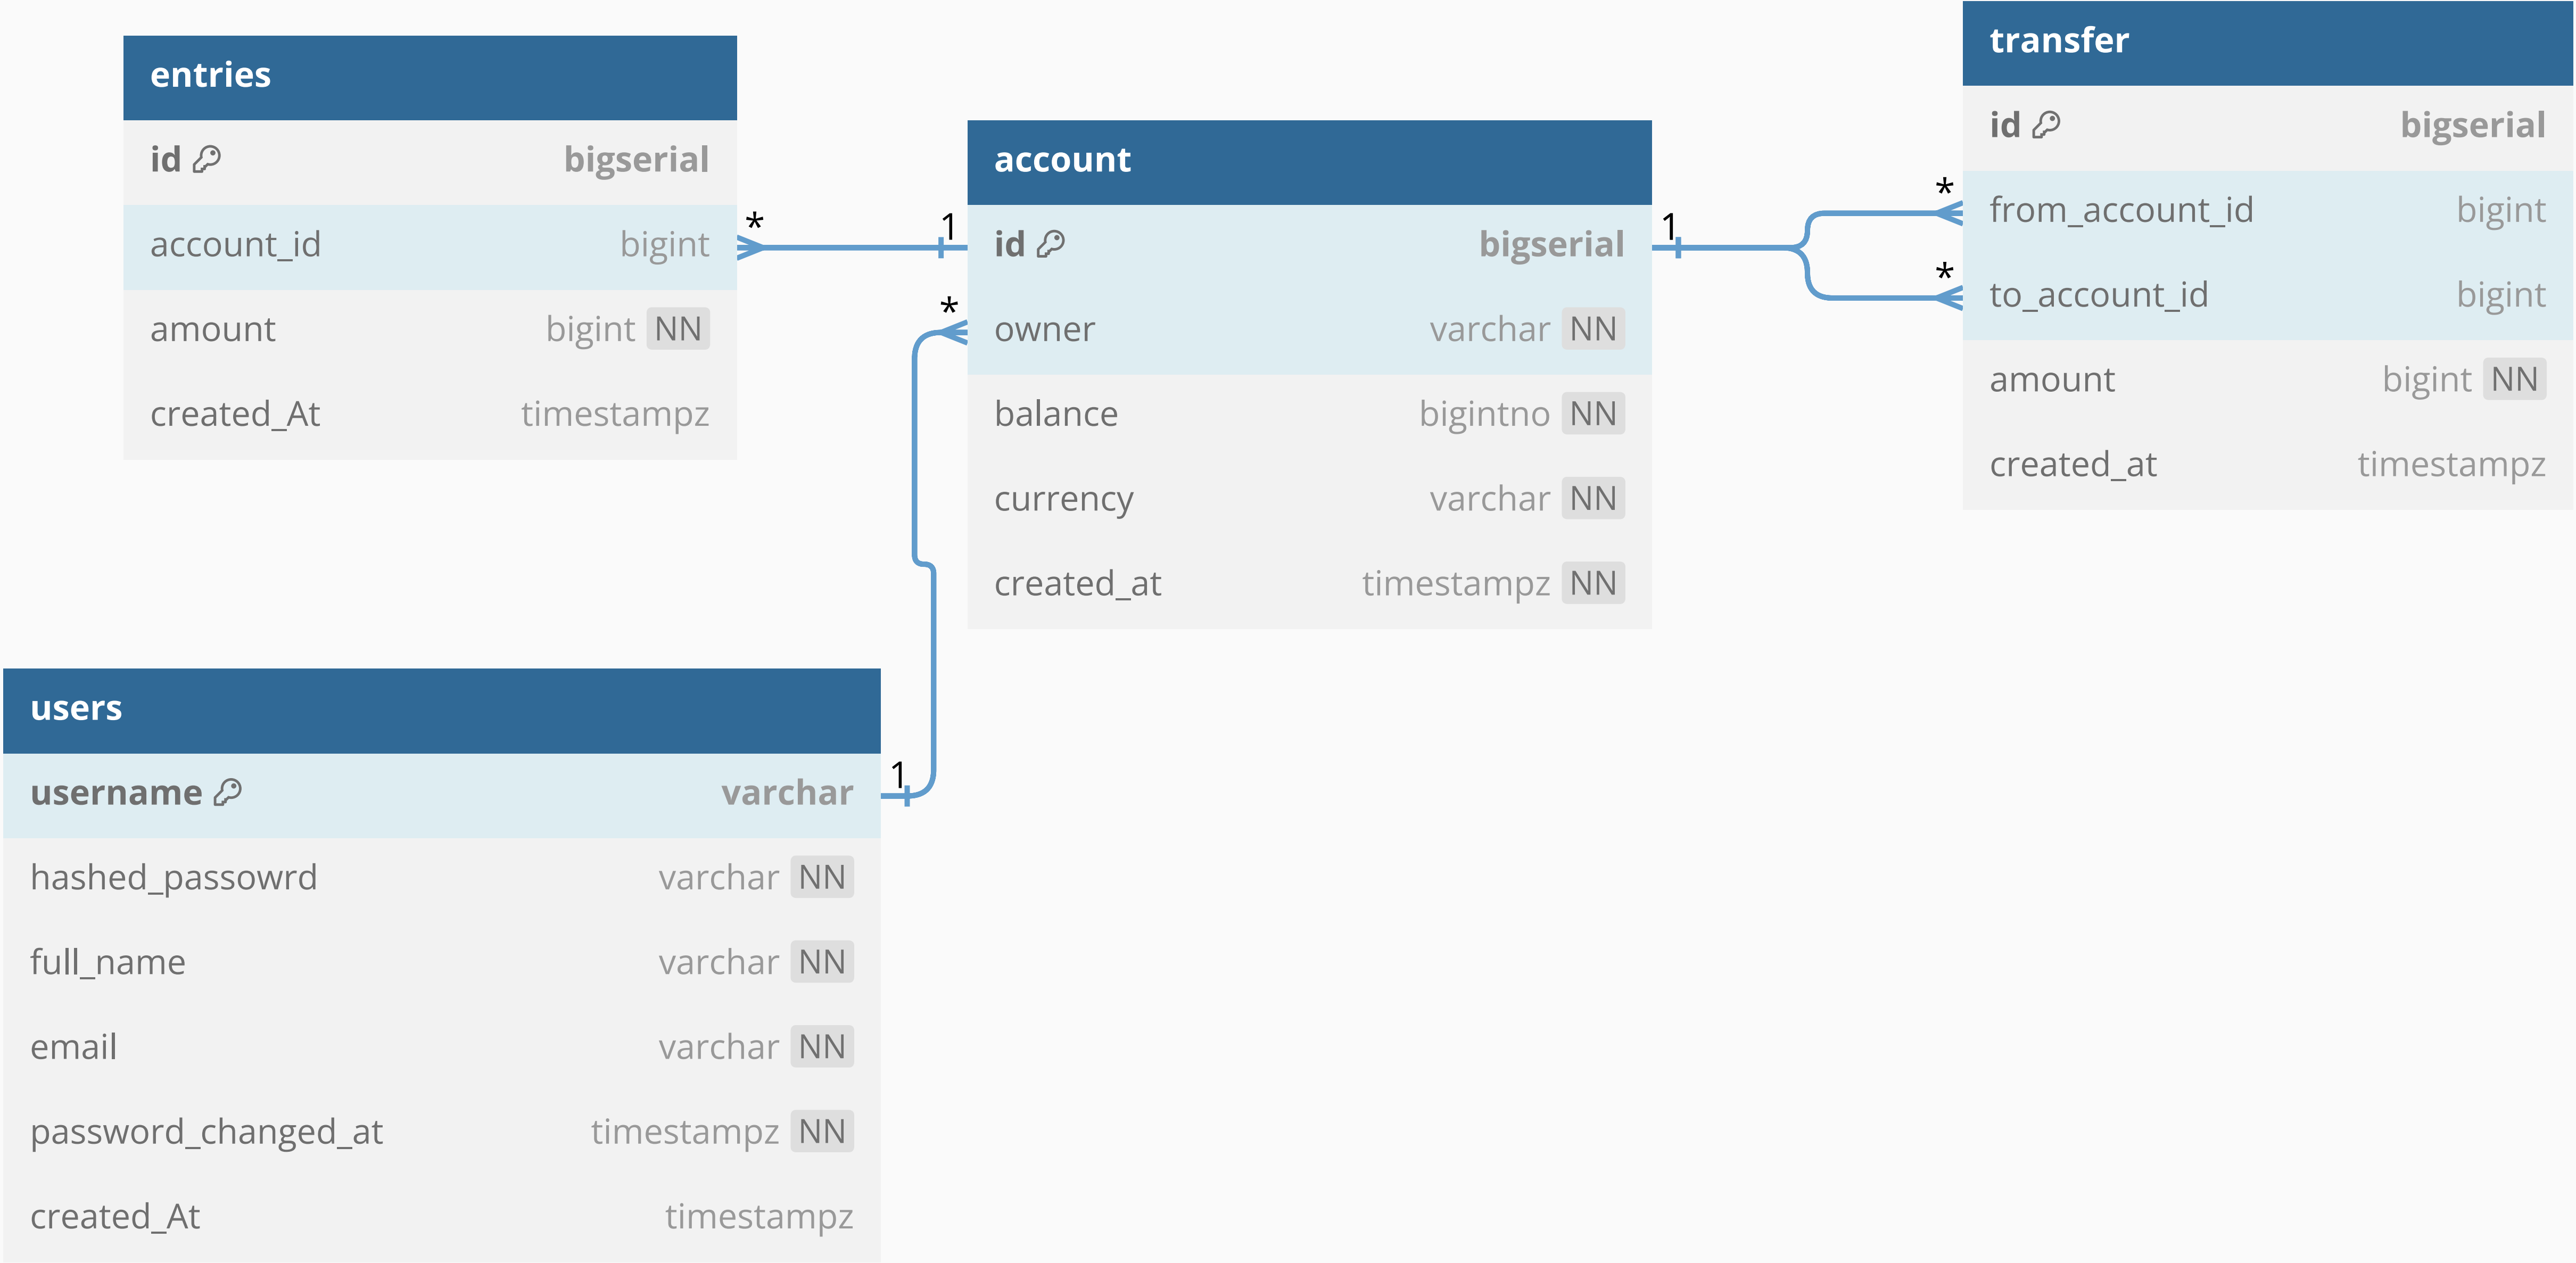 entries
id bigserial
account_id bigint
amount bigint NN
created_At timestampz
* 1
account
id bigserial
owner varchar NN
balance bigintno NN
currency varchar NN
created_at timestampz NN
*
1
transfer
id bigserial
from_account_id bigint
to_account_id bigint
amount bigint NN
created_at timestampz
*
*
users
username varchar
hashed_passowrd varchar NN
full_name varchar NN
email varchar NN
password_changed_at timestampz NN
created_At timestampz
1